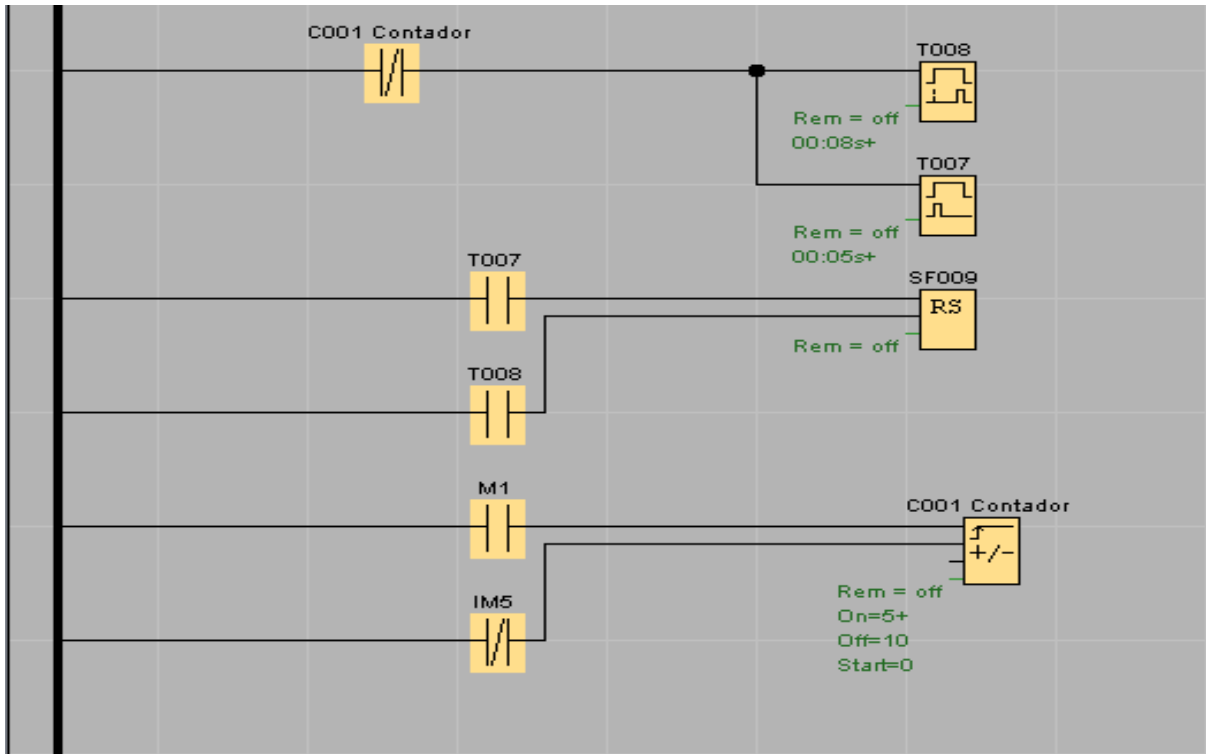 C001 Contador
T008
Rem = off
00:08s+
T007
Rem = off
00:05s+
T007
SF009
RS
Rem = off
T008
M1
C001 Contador
+/-
Rem = off
On=5+
Off=10
Start=0
IM5